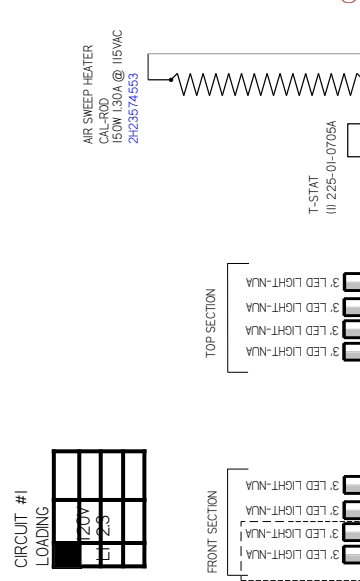 AIR SWEEP HEATER
CAL-ROD
150W 1.30A @ 115VAC
2H23574553
T-STAT
(1) 225-01-0705A
TOP SECTION
3' LED LIGHT-NUA
3' LED LIGHT-NUA
3' LED LIGHT-NUA
3' LED LIGHT-NUA
CIRCUIT #1
LOADING
120V
L1 2.3
FRONT SECTION
3' LED LIGHT-NUA
3' LED LIGHT-NUA
3' LED LIGHT-NUA
3' LED LIGHT-NUA